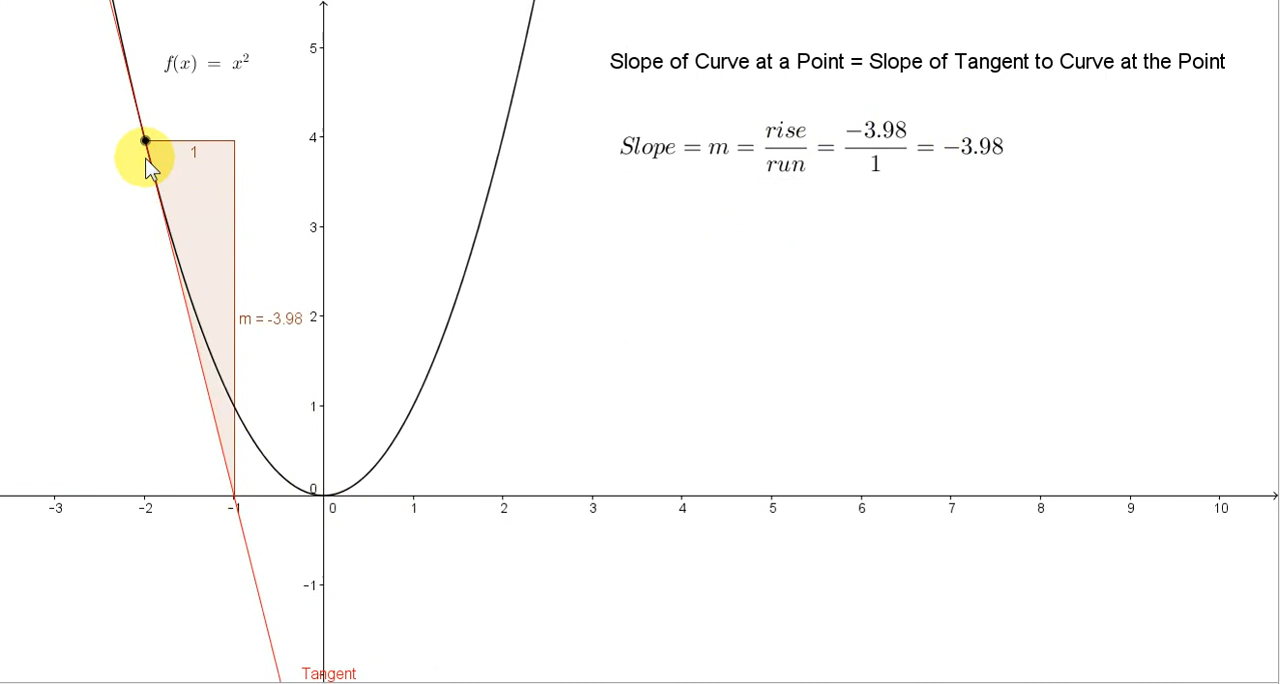 f(x) = x²
Slope of Curve at a Point = Slope of Tangent to Curve at the Point
Slope = m = rise/run = −3.98/1 = −3.98
1
m = -3.98
5
4
3
2
1
0
−1
−3 −2 −1 0 1 2 3 4 5 6 7 8 9 10
Tangent